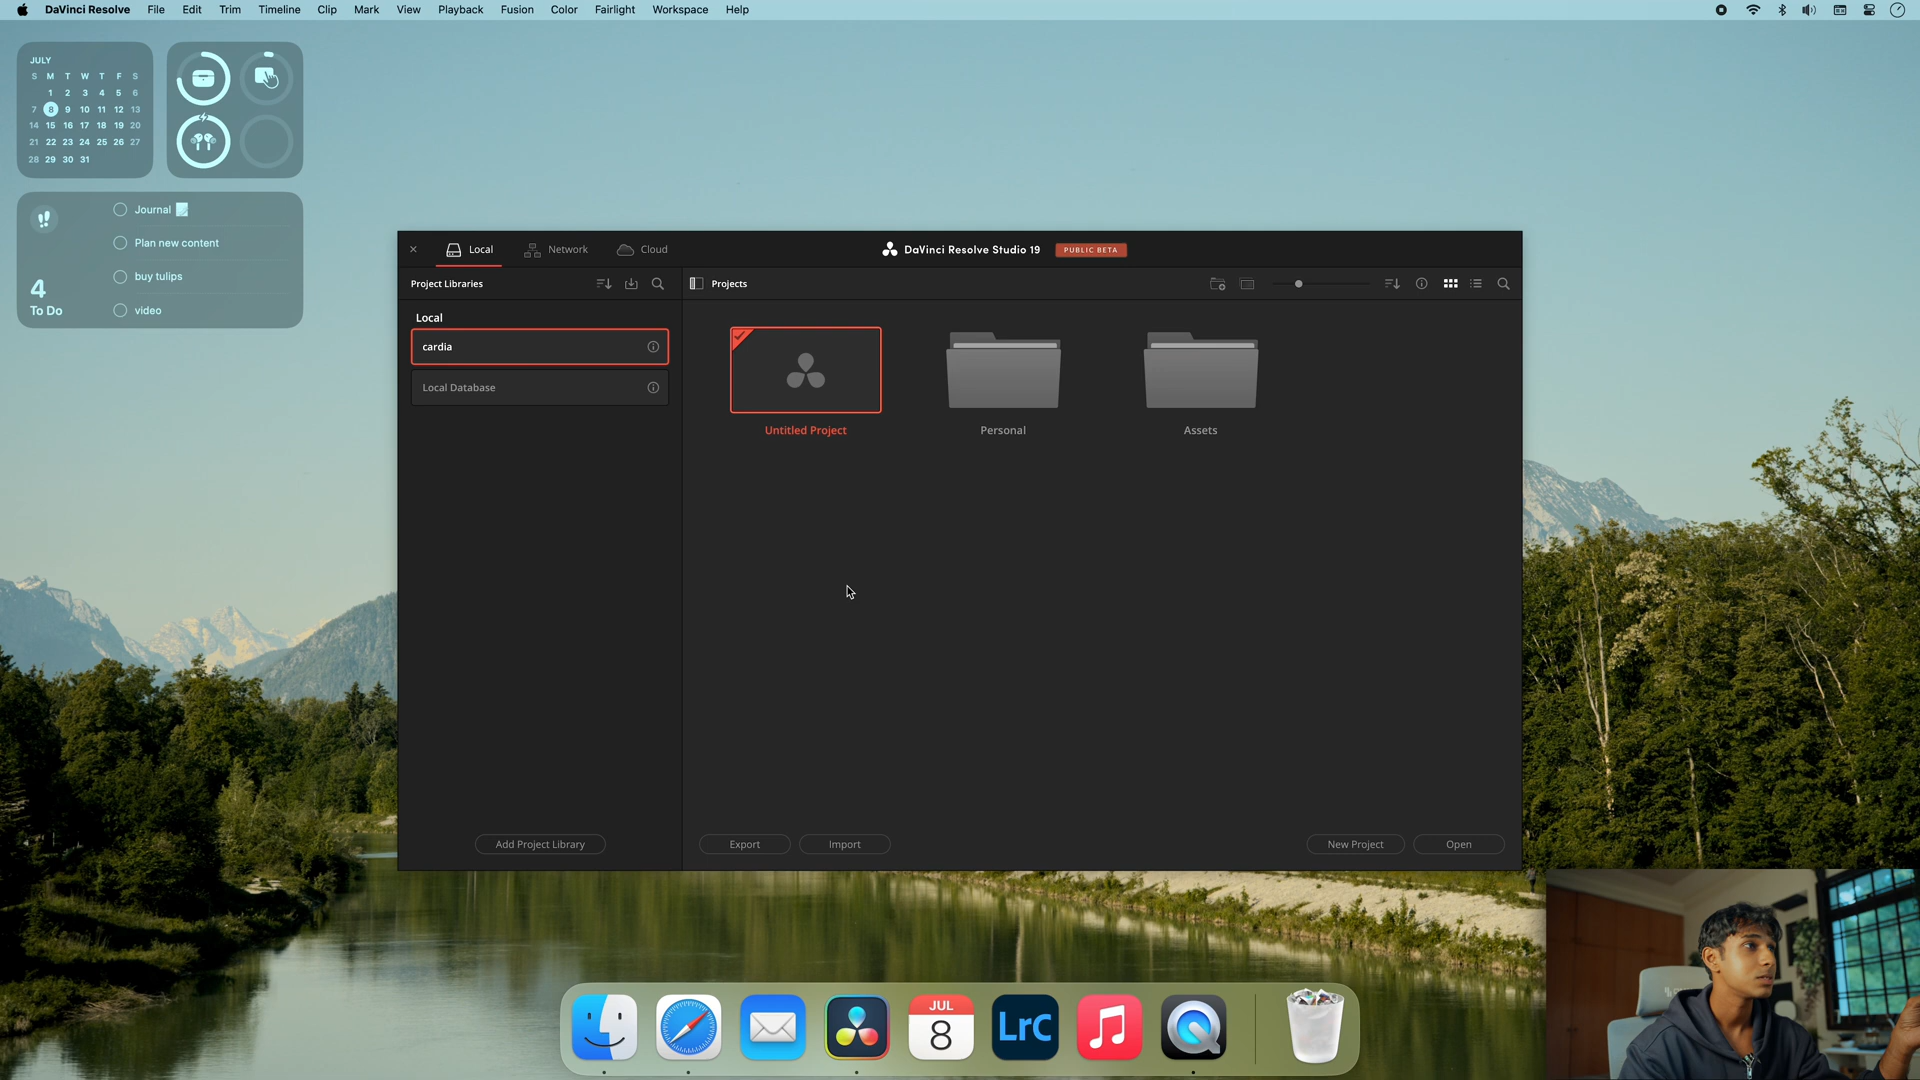 DaVinci Resolve File Edit Trim Timeline Clip Mark View Playback Fusion Color Fairlight Workspace Help
JULY
S M T W T F S
1 2 3 4 5 6
7 8 9 10 11 12 13
14 15 16 17 18 19 20
21 22 23 24 25 26 27
28 29 30 31
4
To Do
Journal
Plan new content
buy tulips
video
Local Network Cloud
DaVinci Resolve Studio 19 PUBLIC BETA
Project Libraries
Projects
Local
cardia
Local Database
Untitled Project
Personal
Assets
Add Project Library
Export
Import
New Project
Open
JUL
8
LrC